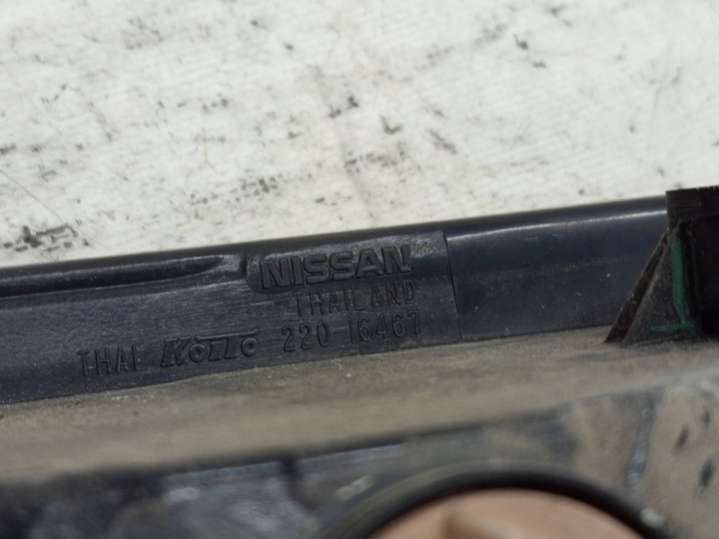 NISSAN
THAILAND
THAI KOITO 220-16467